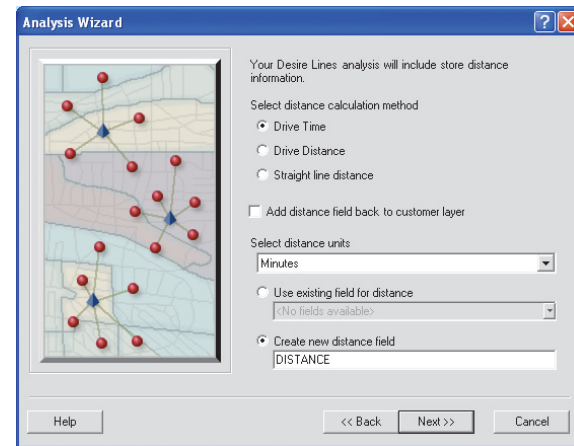 Analysis Wizard
Your Desire Lines analysis will include store distance
information.
Select distance calculation method
Drive Time
Drive Distance
Straight line distance
Add distance field back to customer layer
Select distance units
Minutes
Use existing field for distance
<No fields available>
Create new distance field
DISTANCE
Help
<< Back
Next >>
Cancel